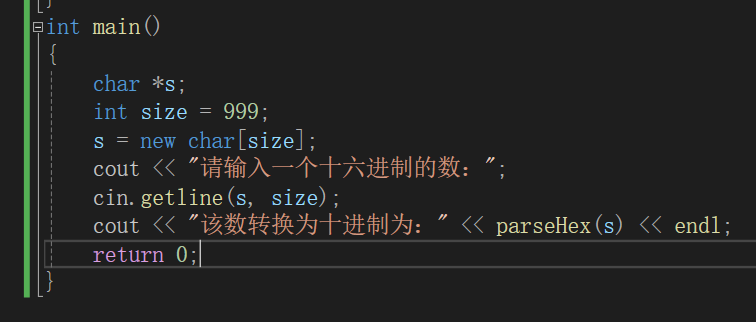 }
int main()
{
char *s;
int size = 999;
s = new char[size];
cout << "请输入一个十六进制的数：";
cin.getline(s, size);
cout << "该数转换为十进制为：" << parseHex(s) << endl;
return 0;
}